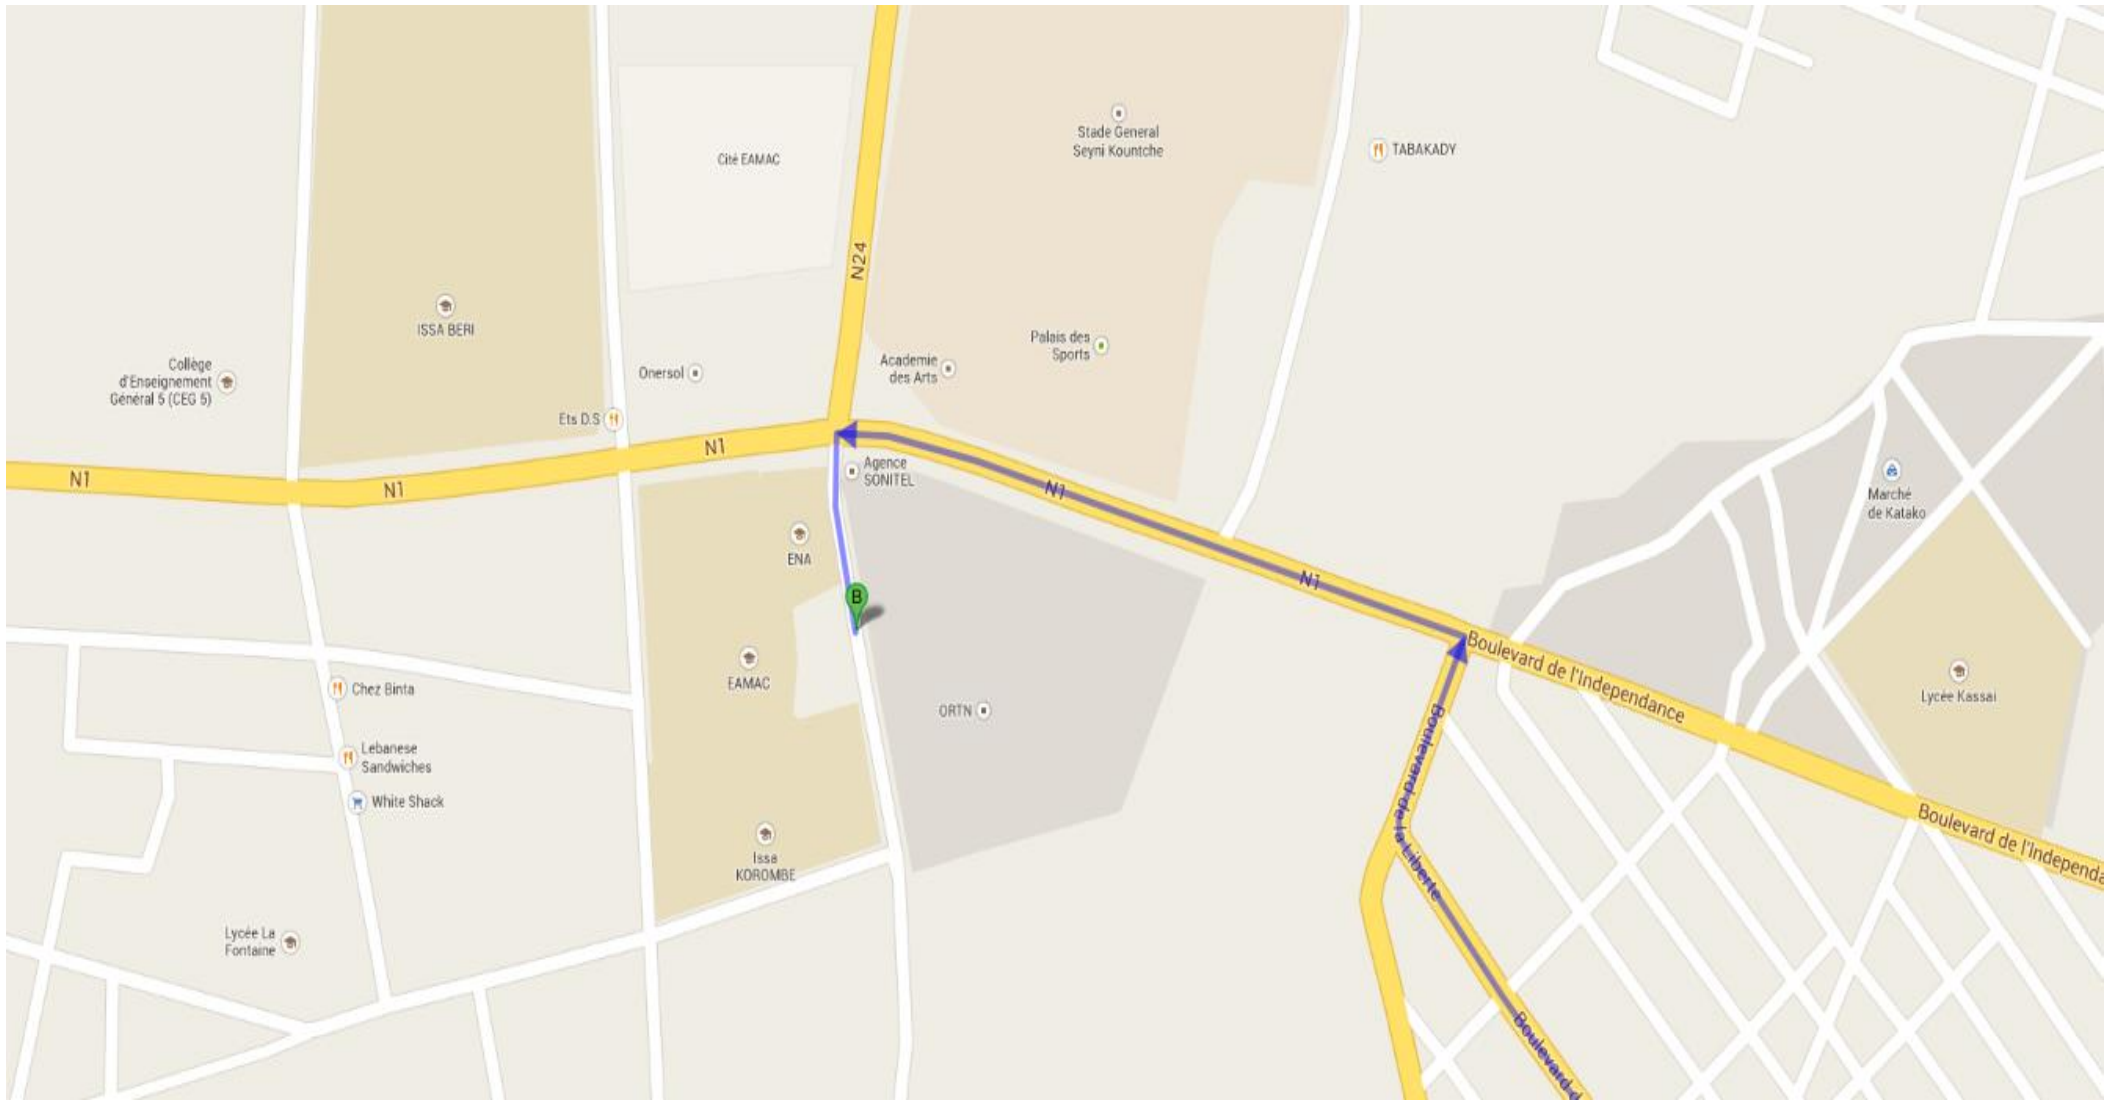 Stade General
Seyni Kountche
TABAKADY
Cité EAMAC
N24
ISSA BERI
Palais des
Sports
Academie
des Arts
Onersol
Collège
d'Enseignement
Général 5 (CEG 5)
Ets D.S
N1
N1
N1
Agence
SONITEL
N1
N1
Marché
de Katako
ENA
B
Boulevard de l'Independance
EAMAC
Lycée Kassai
Chez Binta
ORTN
Lebanese
Sandwiches
White Shack
Boulevard de la Liberte
Boulevard de l'Independa
Issa
KOROMBE
Lycée La
Fontaine
Boulevard d